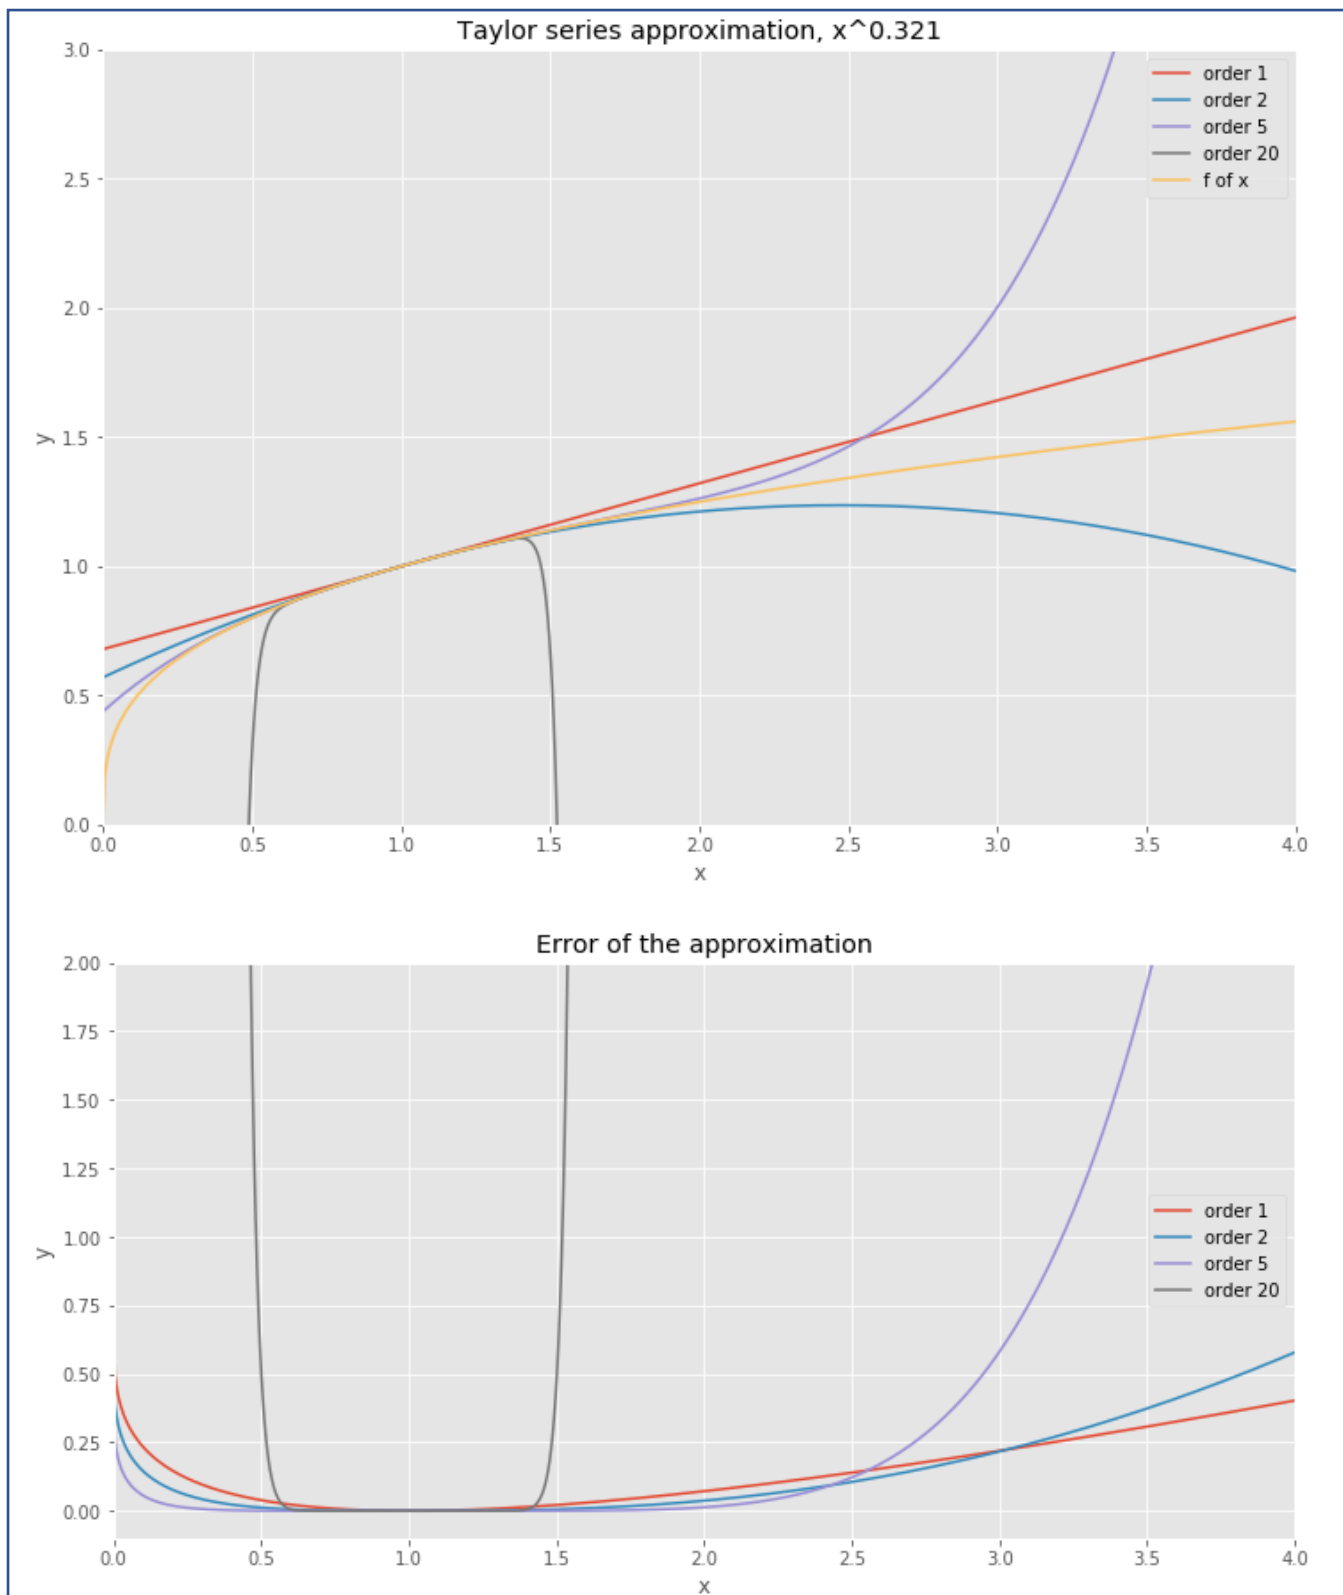 Taylor series approximation, x^0.321
3.0
2.5
2.0
1.5
1.0
0.5
0.0
y
order 1
order 2
order 5
order 20
f of x
0.0 0.5 1.0 1.5 2.0 2.5 3.0 3.5 4.0
x
Error of the approximation
2.00
1.75
1.50
1.25
1.00
0.75
0.50
0.25
0.00
y
order 1
order 2
order 5
order 20
0.0 0.5 1.0 1.5 2.0 2.5 3.0 3.5 4.0
x